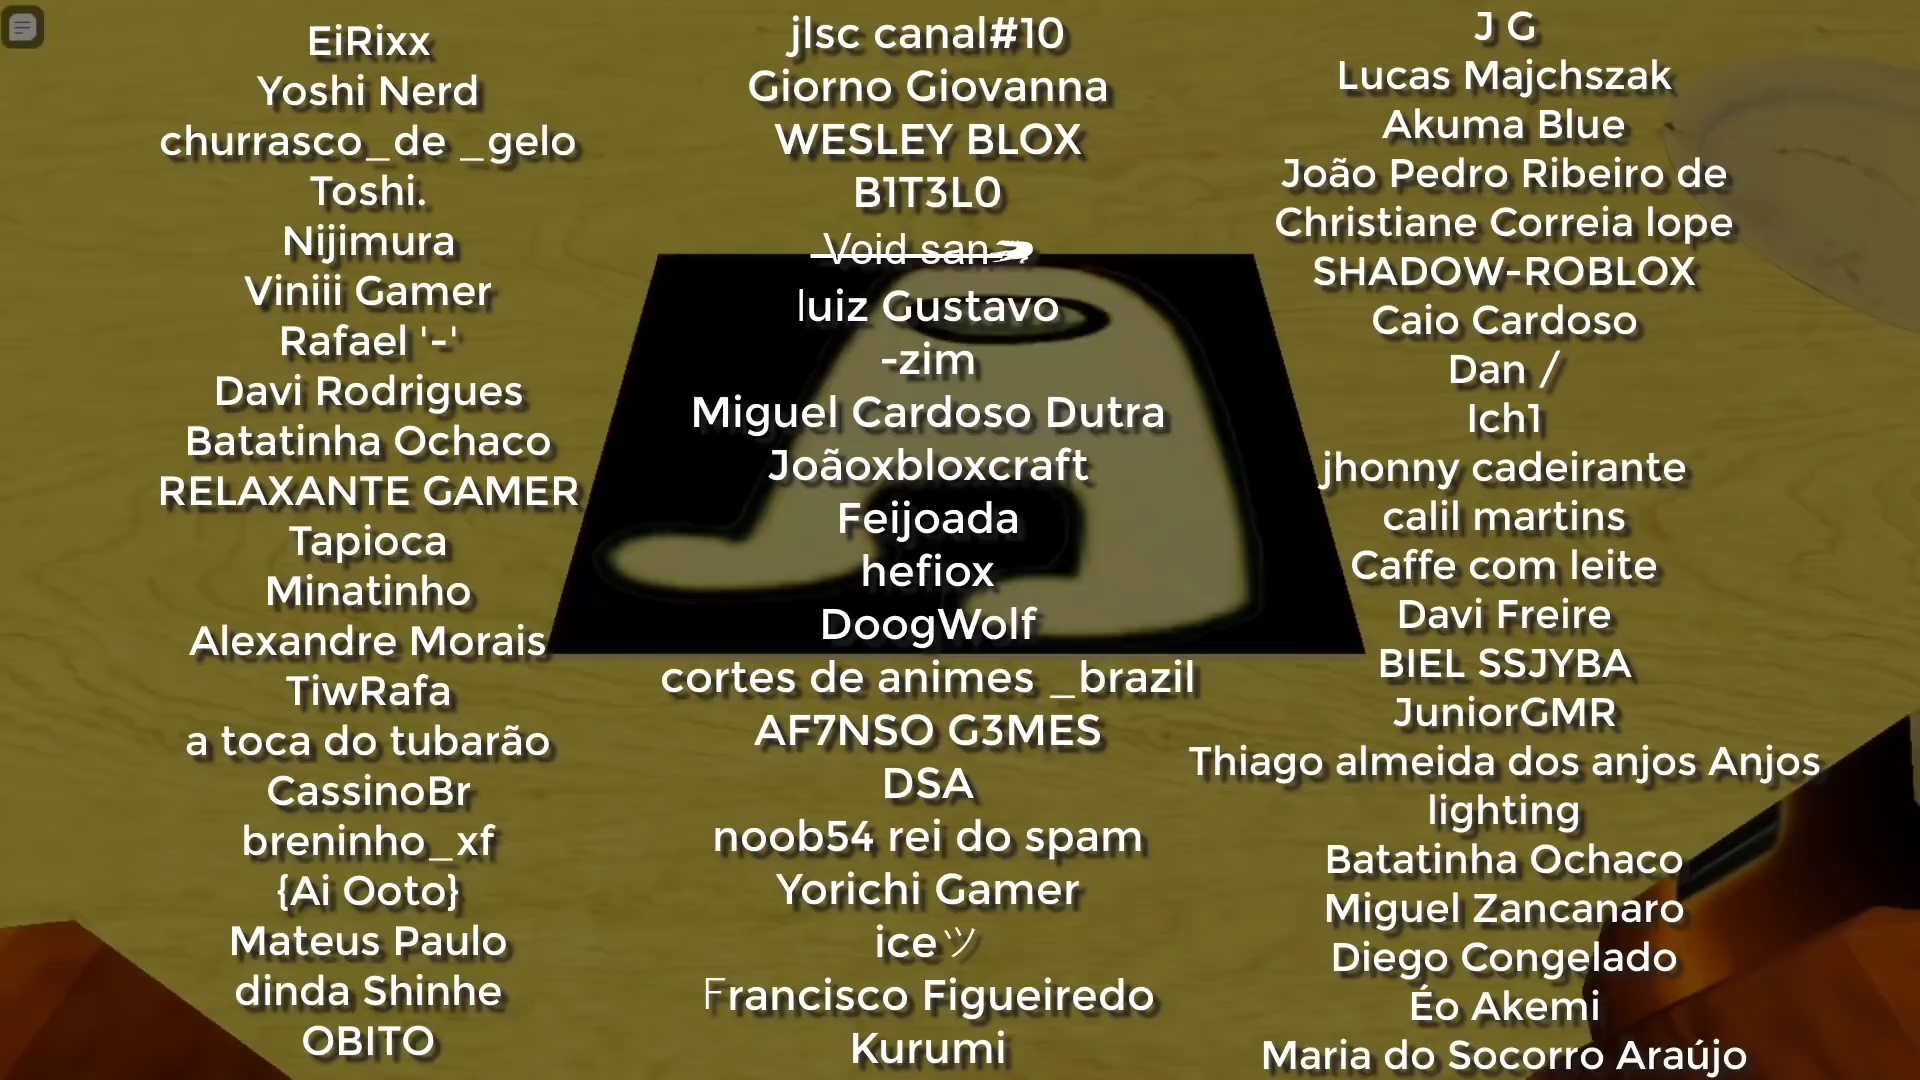 EiRixx
Yoshi Nerd
churrasco_de _gelo
Toshi.
Nijimura
Viniii Gamer
Rafael '-'
Davi Rodrigues
Batatinha Ochaco
RELAXANTE GAMER
Tapioca
Minatinho
Alexandre Morais
TiwRafa
a toca do tubarão
CassinoBr
breninho_xf
{Ai Ooto}
Mateus Paulo
dinda Shinhe
OBITO
jlsc canal#10
Giorno Giovanna
WESLEY BLOX
B1T3L0
Void san
luiz Gustavo
-zim
Miguel Cardoso Dutra
Joãoxbloxcraft
Feijoada
hefiox
DoogWolf
cortes de animes _brazil
AF7NSO G3MES
DSA
noob54 rei do spam
Yorichi Gamer
iceツ
Francisco Figueiredo
Kurumi
J G
Lucas Majchszak
Akuma Blue
João Pedro Ribeiro de
Christiane Correia lope
SHADOW-ROBLOX
Caio Cardoso
Dan /
Ich1
jhonny cadeirante
calil martins
Caffe com leite
Davi Freire
BIEL SSJYBA
JuniorGMR
Thiago almeida dos anjos Anjos
lighting
Batatinha Ochaco
Miguel Zancanaro
Diego Congelado
Éo Akemi
Maria do Socorro Araújo